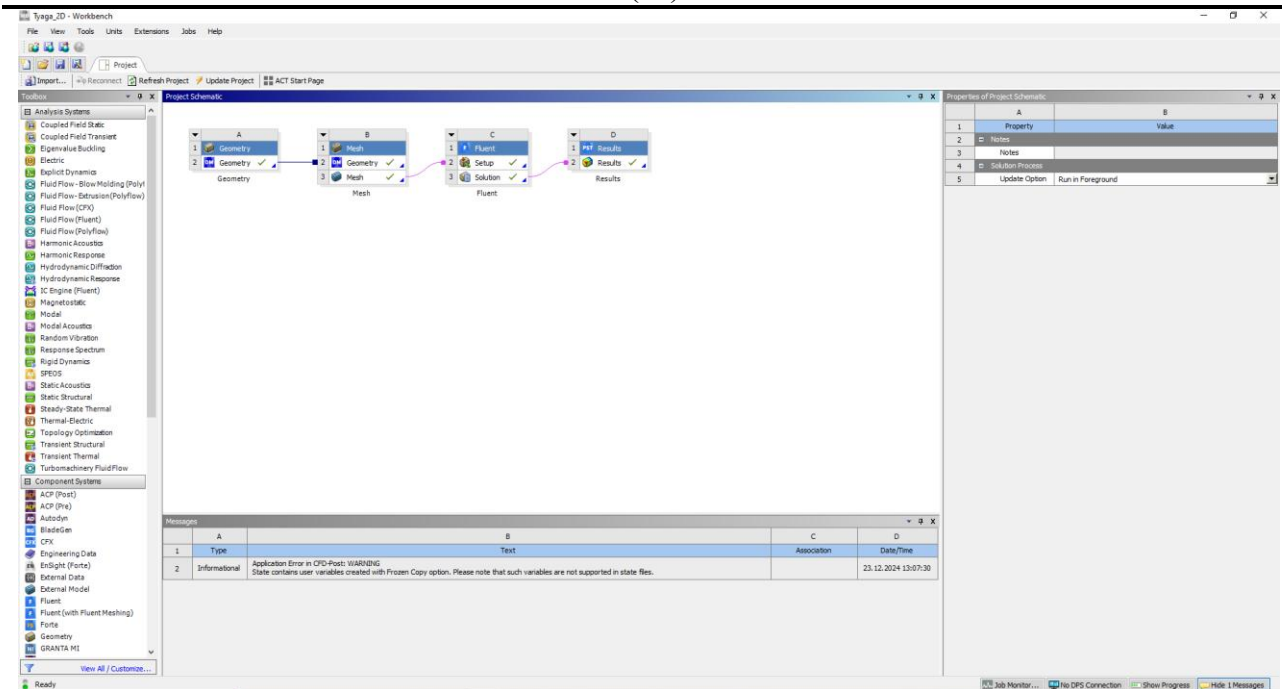 Tyaga_2D - Workbench
File View Tools Units Extensions Jobs Help
Project
Import... Reconnect Refresh Project Update Project ACT Start Page
Toolbox
Analysis Systems
Coupled Field Static
Coupled Field Transient
Eigenvalue Buckling
Electric
Explicit Dynamics
Fluid Flow - Blow Molding (Polyf
Fluid Flow - Extrusion (Polyflow)
Fluid Flow (CFX)
Fluid Flow (Fluent)
Fluid Flow (Polyflow)
Harmonic Acoustics
Harmonic Response
Hydrodynamic Diffraction
Hydrodynamic Response
IC Engine (Fluent)
Magnetostatic
Modal
Modal Acoustics
Random Vibration
Response Spectrum
Rigid Dynamics
SPEOS
Static Acoustics
Static Structural
Steady-State Thermal
Thermal-Electric
Topology Optimization
Transient Structural
Transient Thermal
Turbomachinery Fluid Flow
Component Systems
ACP (Post)
ACP (Pre)
Autodyn
BladeGen
CFX
Engineering Data
EnSight (Forte)
External Data
External Model
Fluent
Fluent (with Fluent Meshing)
Forte
Geometry
GRANTA MI
View All / Customize...
Project Schematic
A
1 Geometry
2 Geometry
Geometry
B
1 Mesh
2 Geometry
3 Mesh
Mesh
C
1 Fluent
2 Setup
3 Solution
Fluent
D
1 Results
2 Results
Results
Properties of Project Schematic
A B
1 Property Value
2 Notes
3 Notes
4 Solution Process
5 Update Option Run in Foreground
Messages
A B C D
1 Type Text Association Date/Time
2 Informational Application Error in CFD-Post: WARNING
State contains user variables created with Frozen Copy option. Please note that such variables are not supported in state files. 23.12.2024 13:07:30
Ready
Job Monitor... No DPS Connection Show Progress Hide 1 Messages